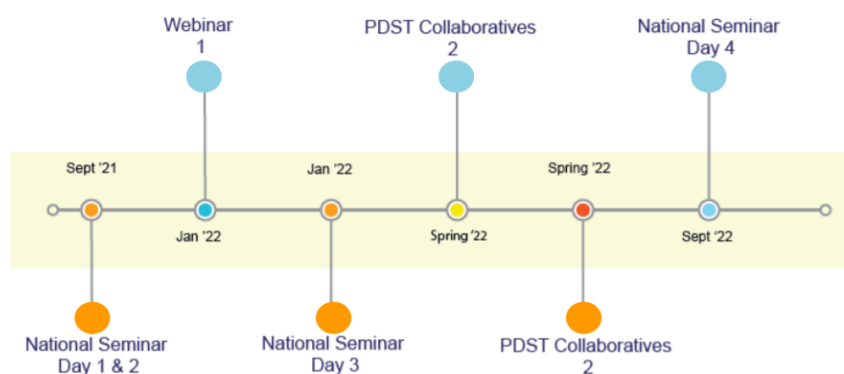 Webinar
1
PDST Collaboratives
2
National Seminar
Day 4
Sept '21
Jan '22
Spring '22
Jan '22
Spring '22
Sept '22
National Seminar
Day 1 & 2
National Seminar
Day 3
PDST Collaboratives
2